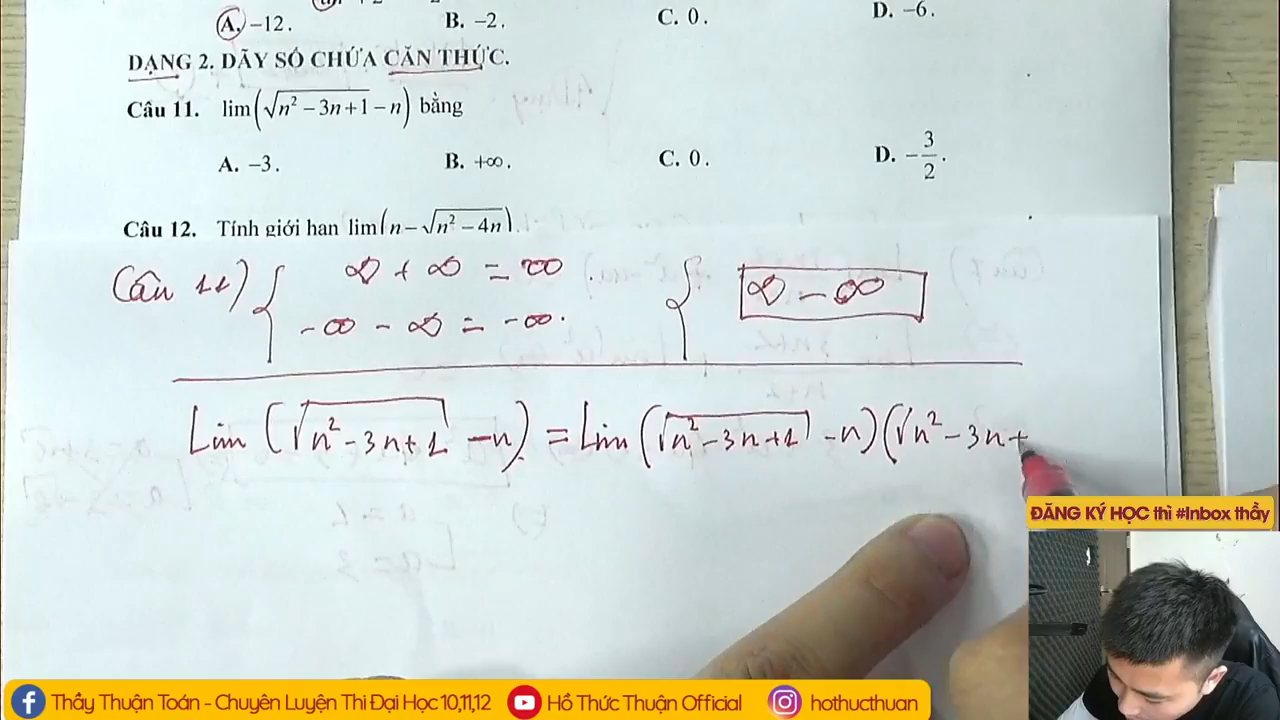 A. −12. B. −2. C. 0. D. −6.
DẠNG 2. DÃY SỐ CHỨA CĂN THỨC.
Câu 11. lim(√(n² − 3n + 1) − n) bằng
A. −3. B. +∞. C. 0. D. −3/2.
Câu 12. Tính giới hạn lim(n − √(n² − 4n)).
Câu 11) { ∞ + ∞ = ∞. { ∞ − ∞
−∞ − ∞ = −∞.
Lim (√(n² − 3n + 1) − n) = Lim (√(n² − 3n + 1) − n)(√n² − 3n +
ĐĂNG KÝ HỌC thì #Inbox thầy
Thầy Thuận Toán - Chuyên Luyện Thi Đại Học 10,11,12 Hồ Thức Thuận Official hothucthuan